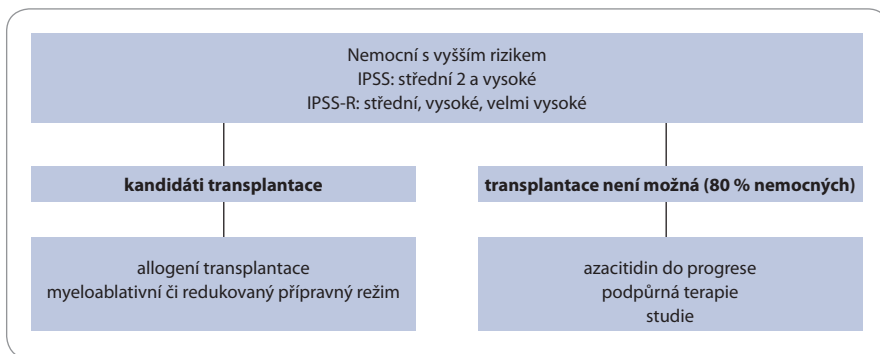 Nemocní s vyšším rizikem
IPSS: střední 2 a vysoké
IPSS-R: střední, vysoké, velmi vysoké
kandidáti transplantace
transplantace není možná (80 % nemocných)
allogení transplantace
myeloablativní či redukovaný přípravný režim
azacitidin do progrese
podpůrná terapie
studie